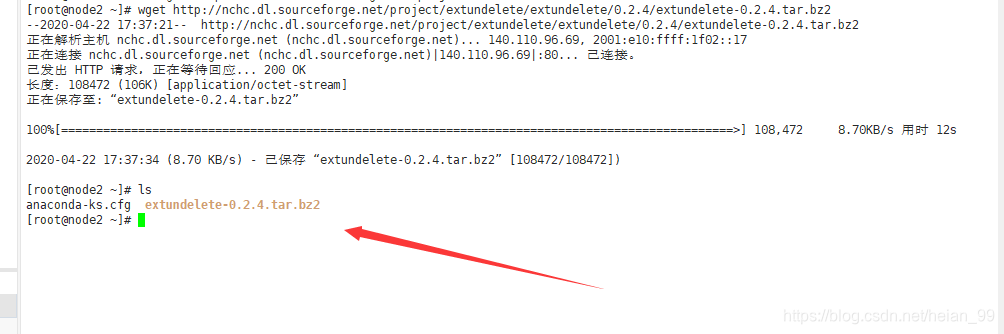 [root@node2 ~]# wget http://nchc.dl.sourceforge.net/project/extundelete/extundelete/0.2.4/extundelete-0.2.4.tar.bz2
--2020-04-22 17:37:21--  http://nchc.dl.sourceforge.net/project/extundelete/extundelete/0.2.4/extundelete-0.2.4.tar.bz2
正在解析主机 nchc.dl.sourceforge.net (nchc.dl.sourceforge.net)... 140.110.96.69, 2001:e10:ffff:1f02::17
正在连接 nchc.dl.sourceforge.net (nchc.dl.sourceforge.net)|140.110.96.69|:80... 已连接。
已发出 HTTP 请求，正在等待回应... 200 OK
长度：108472 (106K) [application/octet-stream]
正在保存至: “extundelete-0.2.4.tar.bz2”
100%[=================================================================================================>] 108,472     8.70KB/s 用时 12s
2020-04-22 17:37:34 (8.70 KB/s) - 已保存 “extundelete-0.2.4.tar.bz2” [108472/108472])
[root@node2 ~]# ls
anaconda-ks.cfg  extundelete-0.2.4.tar.bz2
[root@node2 ~]#
https://blog.csdn.net/heian_99